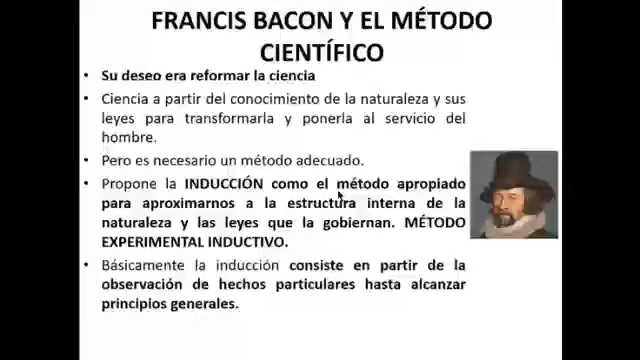 FRANCIS BACON Y EL MÉTODO
CIENTÍFICO
• Su deseo era reformar la ciencia
• Ciencia a partir del conocimiento de la naturaleza y sus
leyes para transformarla y ponerla al servicio del
hombre.
• Pero es necesario un método adecuado.
• Propone la INDUCCIÓN como el método apropiado
para aproximarnos a la estructura interna de la
naturaleza y las leyes que la gobiernan. MÉTODO
EXPERIMENTAL INDUCTIVO.
• Básicamente la inducción consiste en partir de la
observación de hechos particulares hasta alcanzar
principios generales.